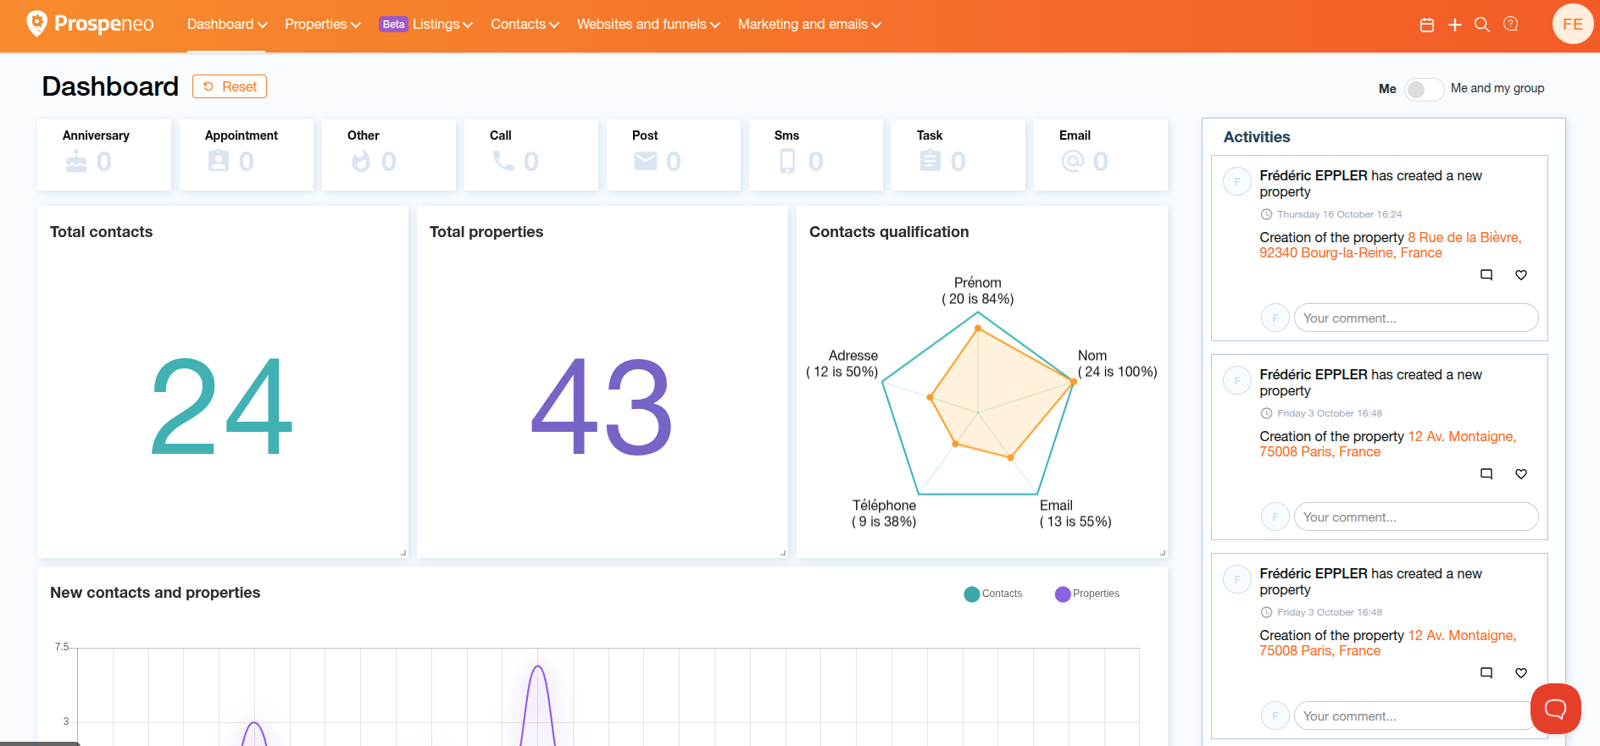 Prospeneo
Dashboard
Properties
Beta Listings
Contacts
Websites and funnels
Marketing and emails
FE
Dashboard
Reset
Me
Me and my group
Anniversary
0
Appointment
0
Other
0
Call
0
Post
0
Sms
0
Task
0
Email
0
Total contacts
24
Total properties
43
Contacts qualification
Prénom
( 20 is 84%)
Adresse
( 12 is 50%)
Nom
( 24 is 100%)
Téléphone
( 9 is 38%)
Email
( 13 is 55%)
New contacts and properties
Contacts
Properties
7.5
3
Activities
F
Frédéric EPPLER has created a new
property
Thursday 16 October 16:24
Creation of the property 8 Rue de la Bièvre,
92340 Bourg-la-Reine, France
F
Your comment...
F
Frédéric EPPLER has created a new
property
Friday 3 October 16:48
Creation of the property 12 Av. Montaigne,
75008 Paris, France
F
Your comment...
F
Frédéric EPPLER has created a new
property
Friday 3 October 16:48
Creation of the property 12 Av. Montaigne,
75008 Paris, France
F
Your comment...